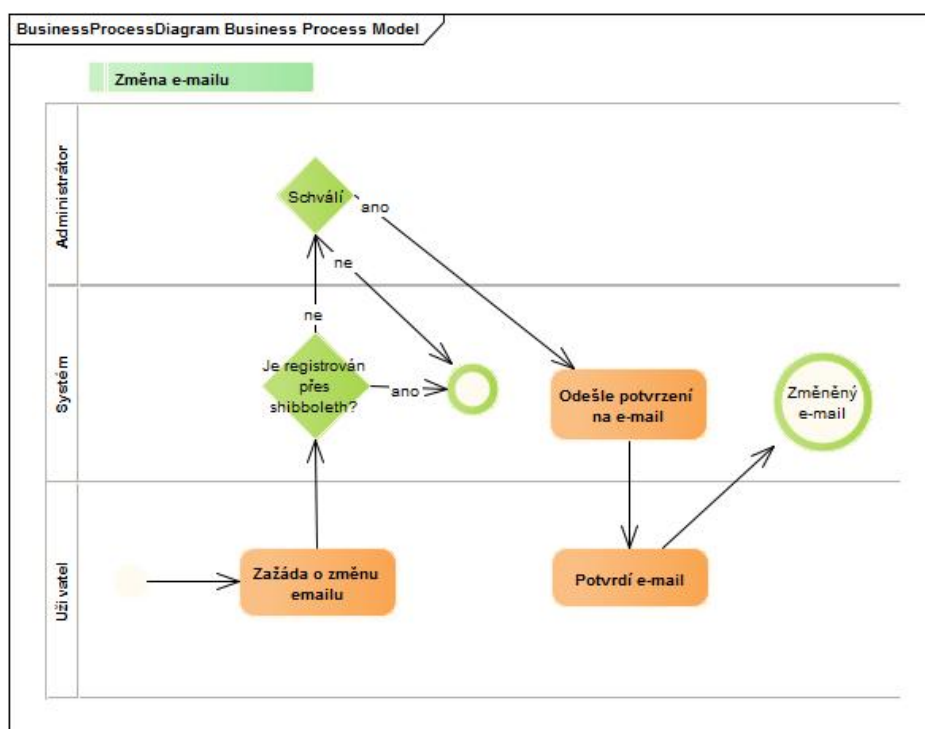 BusinessProcessDiagram Business Process Model
Změna e-mailu
Administrátor
Schválí
ano
ne
ne
Systém
Je registrován
přes
shibboleth?
ano
Odešle potvrzení
na e-mail
Změněný
e-mail
Uživatel
Zažáda o změnu
emailu
Potvrdí e-mail